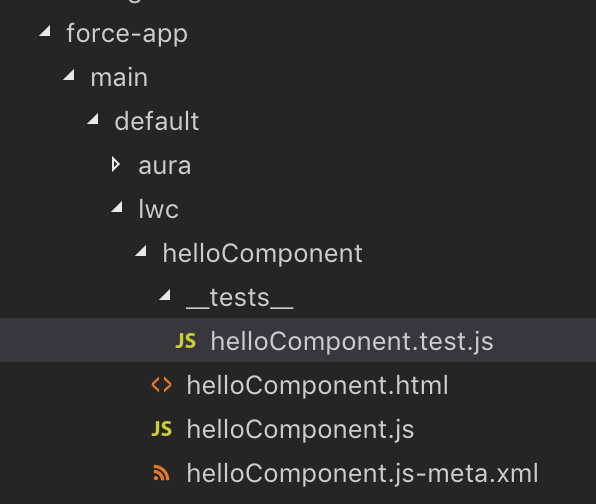 force-app
main
default
aura
lwc
helloComponent
__tests__
JS helloComponent.test.js
<> helloComponent.html
JS helloComponent.js
helloComponent.js-meta.xml